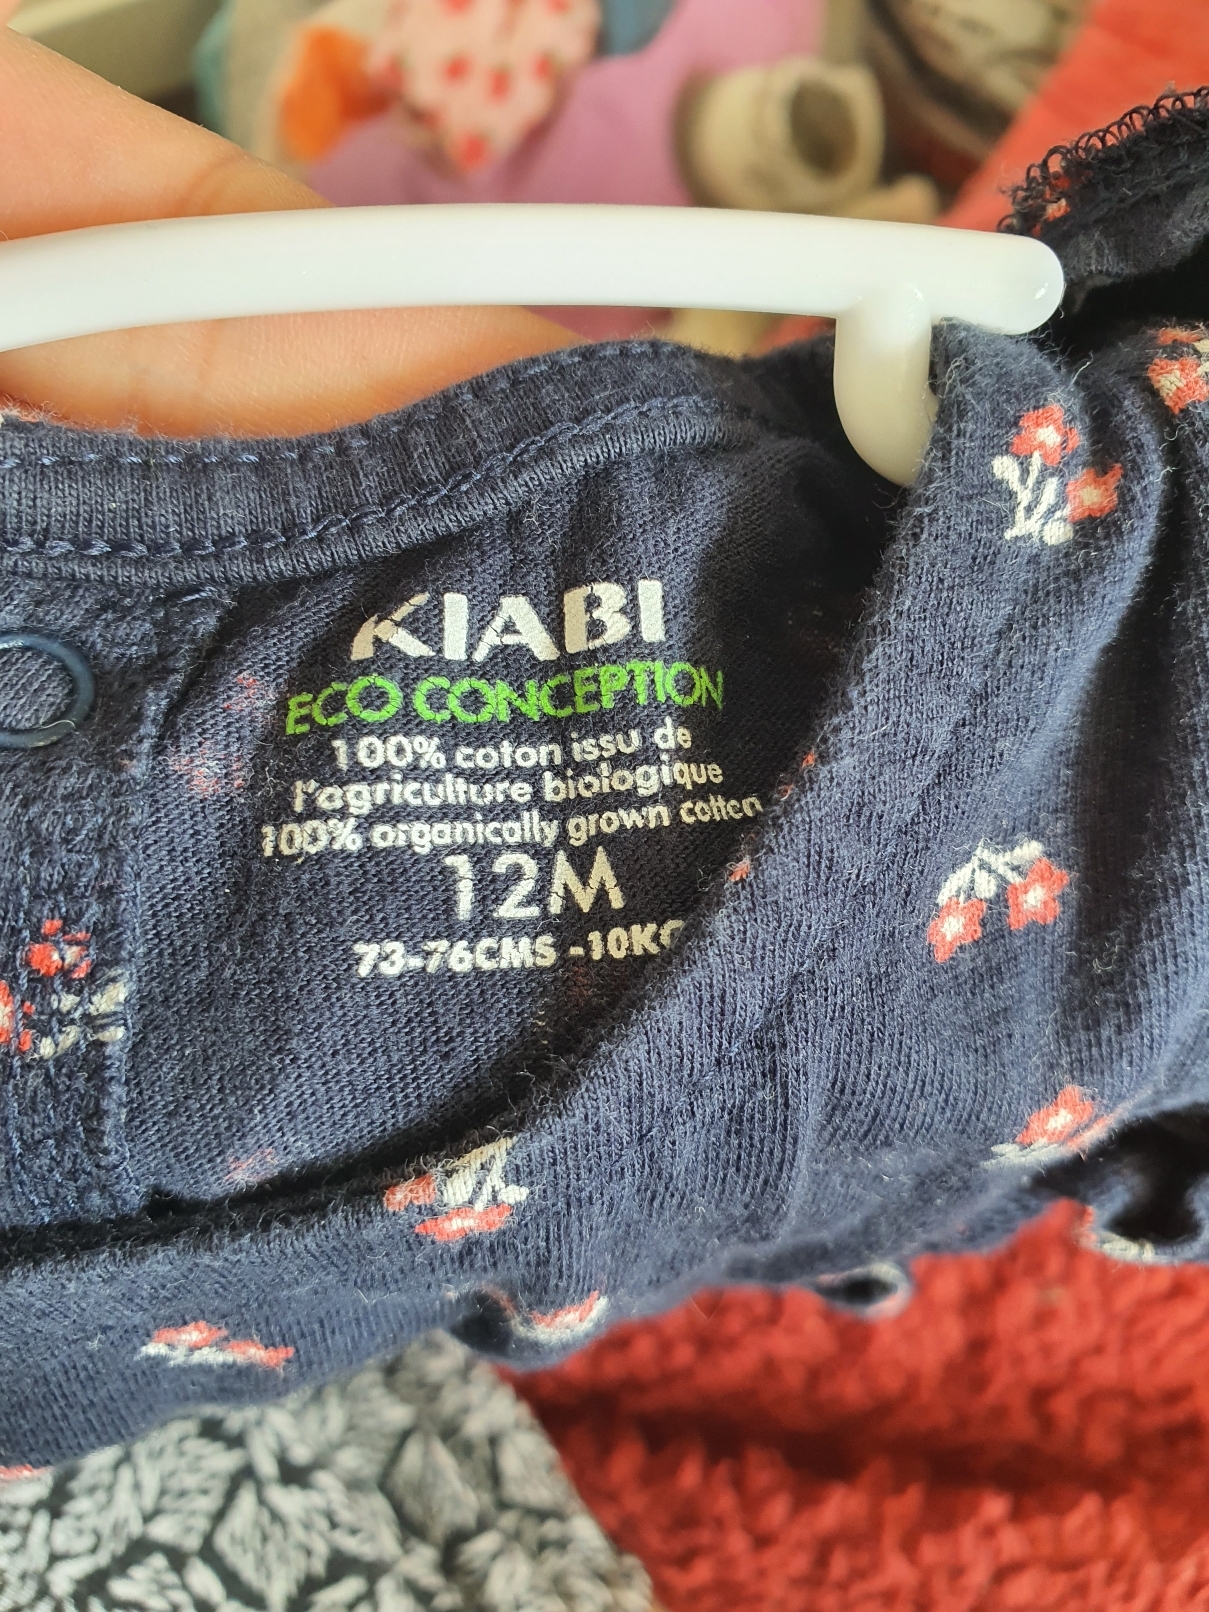 KIABI
ECO CONCEPTION
100% coton issu de
l'agriculture biologique
100% organically grown cotton
12M
73-76CMS -10KG